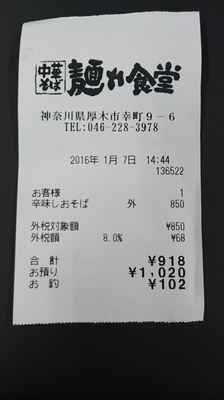 中華そば 麺や食堂
神奈川県厚木市幸町9-6
TEL:046-228-3978
2016年 1月 7日 14:44
136522
お客様 1
辛味しおそば 外 850
外税対象額 ¥850
外税額 8.0% ¥68
合 計 ¥918
お預り ¥1,020
お 釣 ¥102